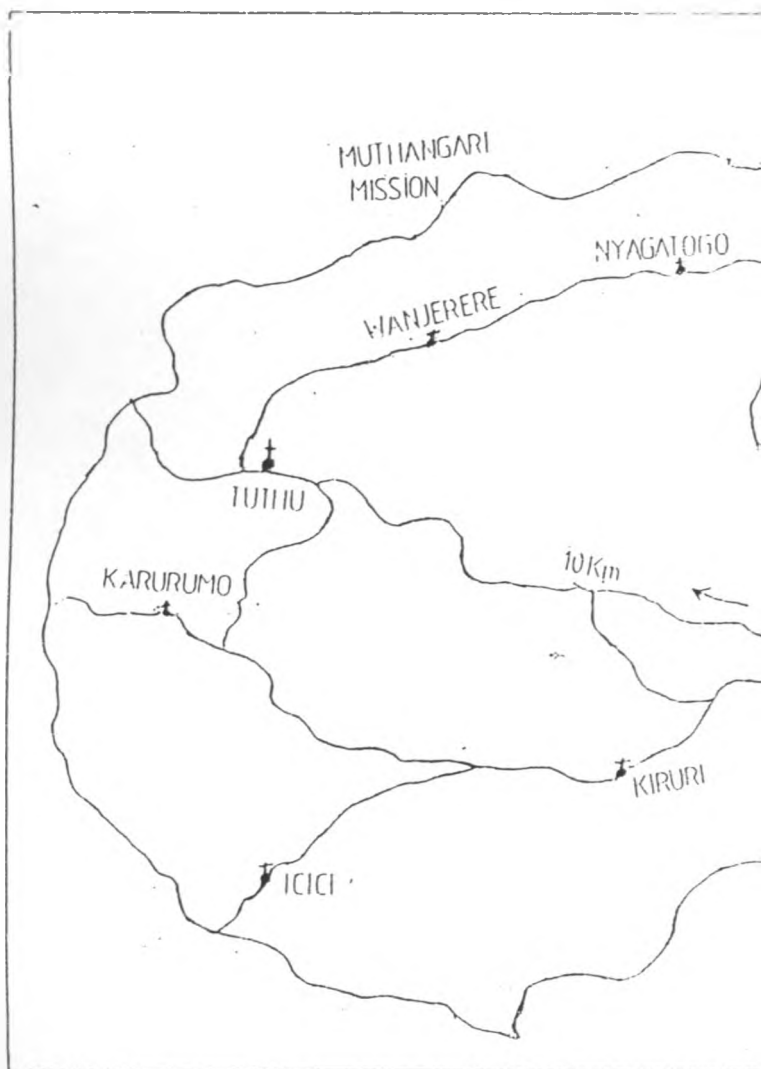 MUTHANGARI
MISSION
NYAGATOGO
WANJERERE
TUTHU
10Km
KARURUMO
KIRURI
ICICI